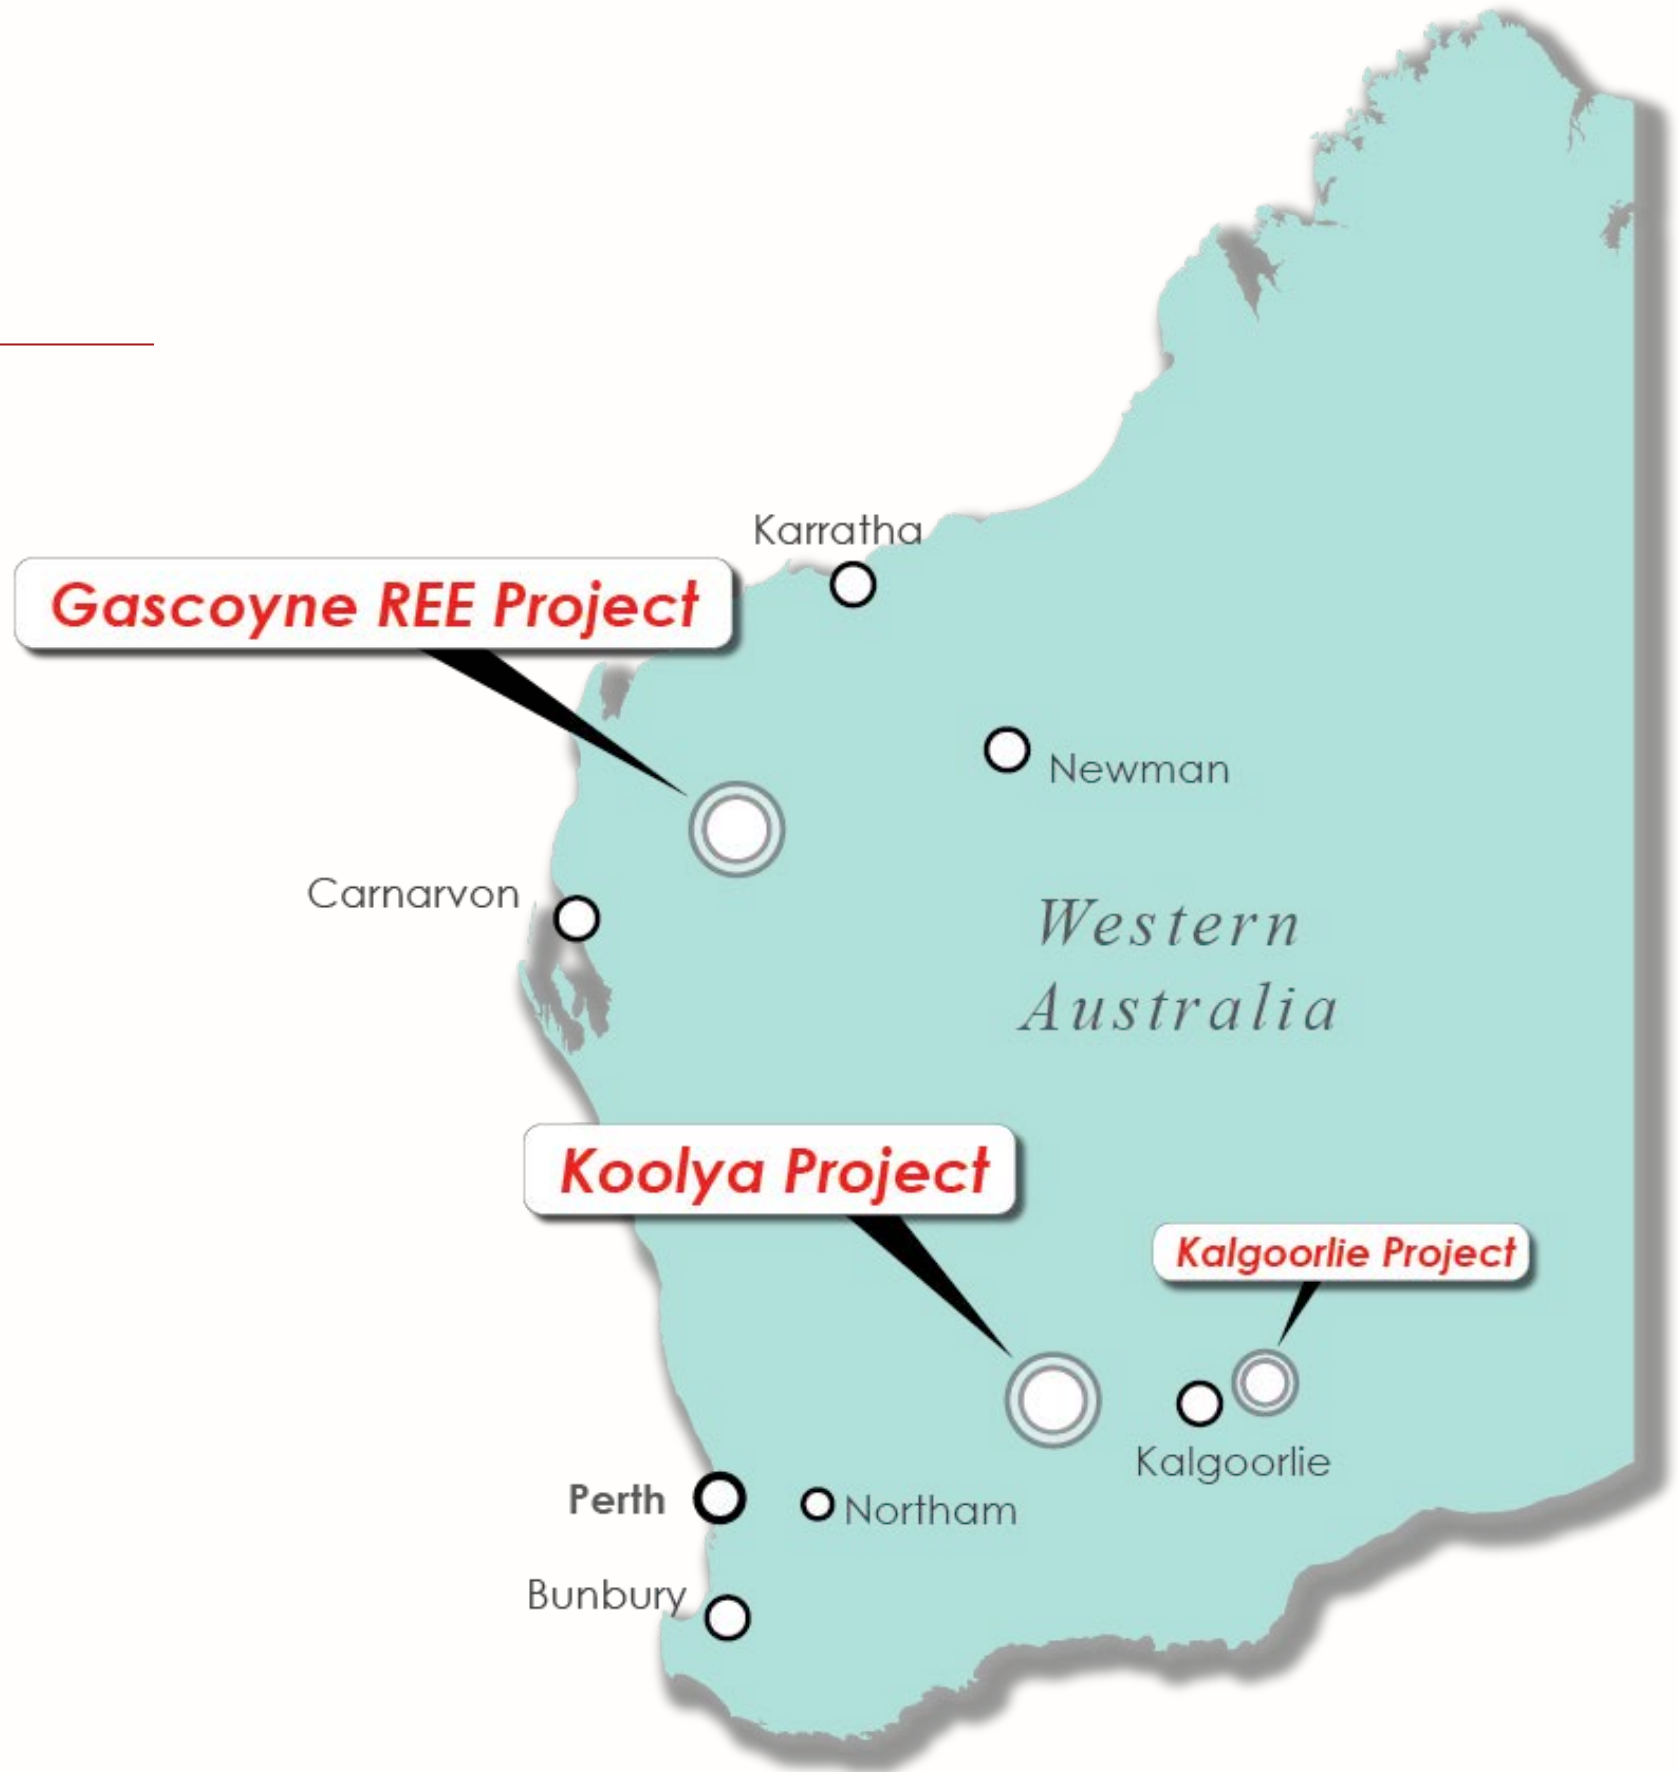 Karratha
Gascoyne REE Project
Newman
Carnarvon
Western
Australia
Koolya Project
Kalgoorlie Project
Kalgoorlie
Perth
Northam
Bunbury